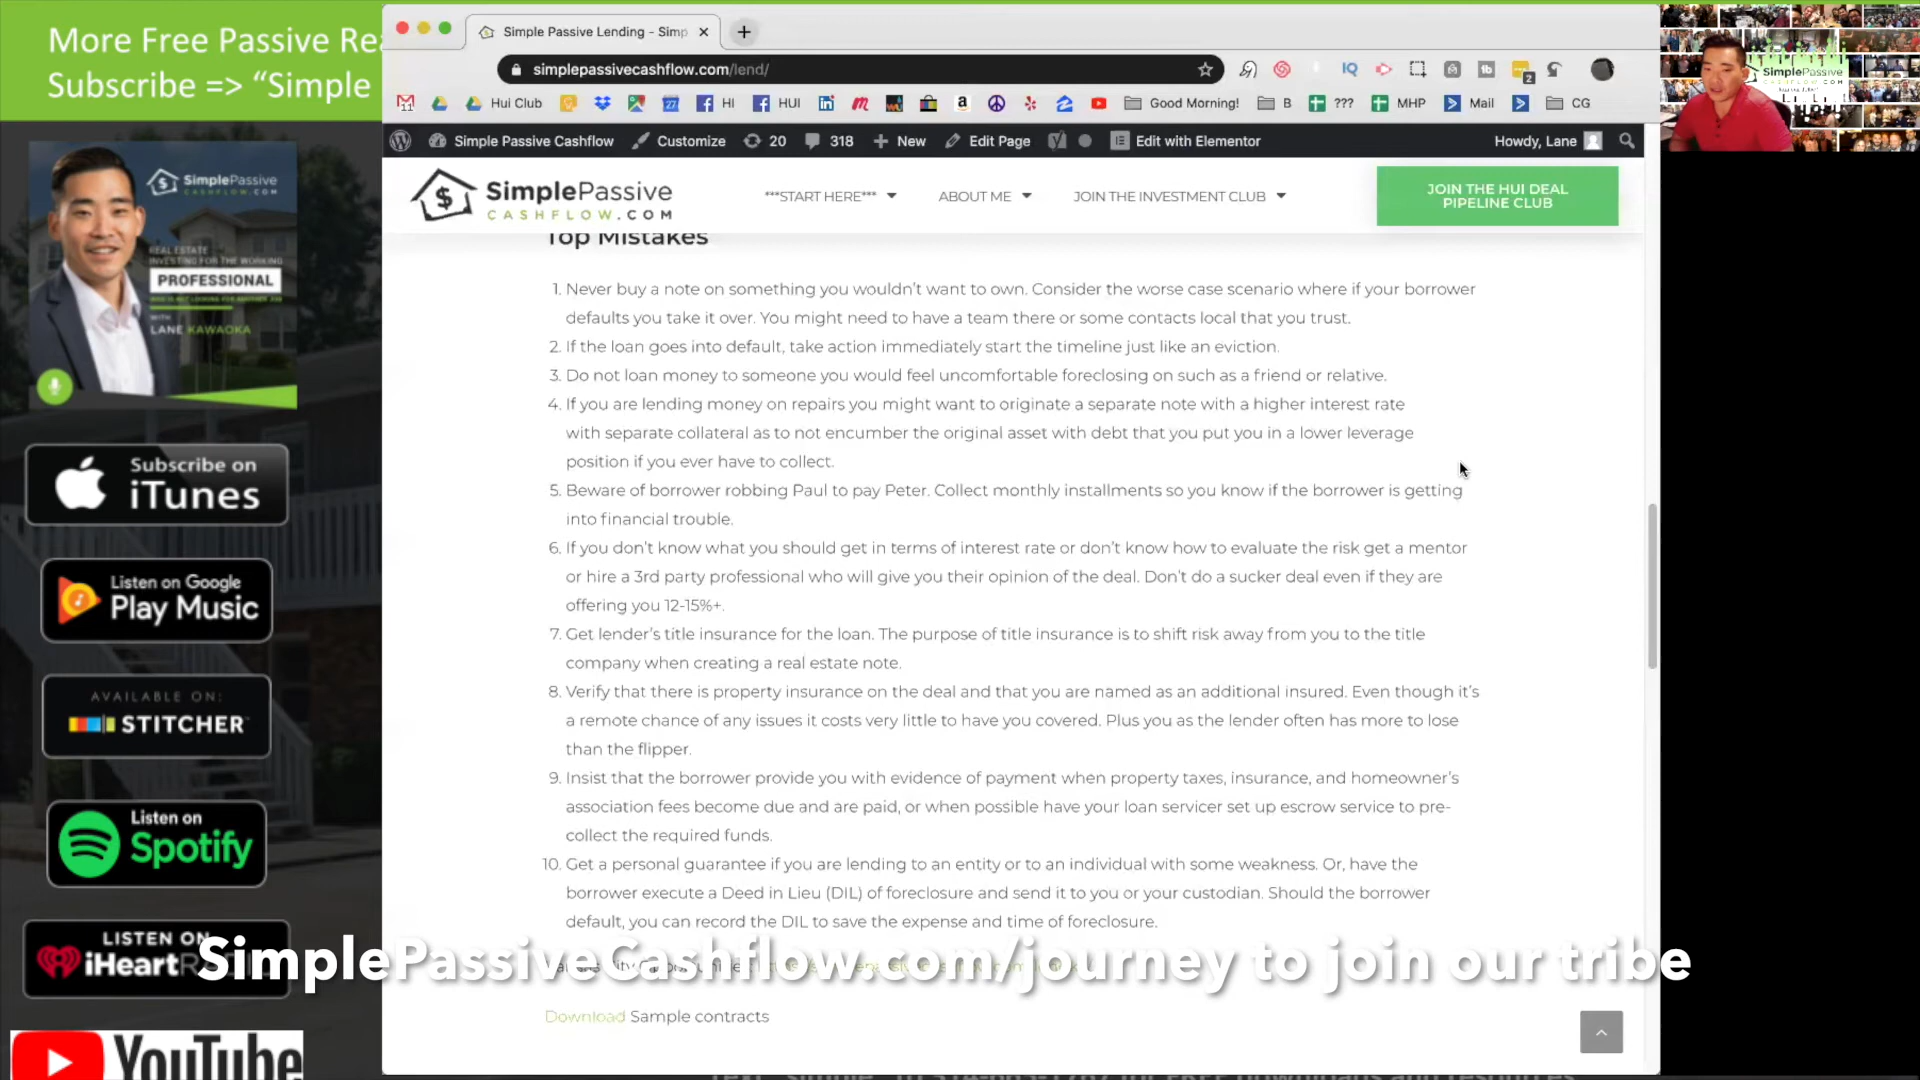 More Free Passive Re
Subscribe => “Simple
Simple Passive Lending - Simp
simplepassivecashflow.com/lend/
Hui Club
HI
HUI
Good Morning!
B
???
MHP
Mail
CG
Simple Passive Cashflow
Customize
20
318
New
Edit Page
Edit with Elementor
Howdy, Lane
SimplePassive
CASHFLOW.COM
***START HERE***
ABOUT ME
JOIN THE INVESTMENT CLUB
JOIN THE HUI DEAL
PIPELINE CLUB
SimplePassive
CASHFLOW.COM
REAL ESTATE
INVESTING FOR THE WORKING
PROFESSIONAL
WITH
LANE KAWAOKA
Subscribe on
iTunes
Listen on Google
Play Music
AVAILABLE ON:
STITCHER
Listen on
Spotify
LISTEN ON
iHeart
YouTube
SimplePassive
Top Mistakes
1. Never buy a note on something you wouldn’t want to own. Consider the worse case scenario where if your borrower
defaults you take it over. You might need to have a team there or some contacts local that you trust.
2. If the loan goes into default, take action immediately start the timeline just like an eviction.
3. Do not loan money to someone you would feel uncomfortable foreclosing on such as a friend or relative.
4. If you are lending money on repairs you might want to originate a separate note with a higher interest rate
with separate collateral as to not encumber the original asset with debt that you put you in a lower leverage
position if you ever have to collect.
5. Beware of borrower robbing Paul to pay Peter. Collect monthly installments so you know if the borrower is getting
into financial trouble.
6. If you don’t know what you should get in terms of interest rate or don’t know how to evaluate the risk get a mentor
or hire a 3rd party professional who will give you their opinion of the deal. Don’t do a sucker deal even if they are
offering you 12-15%+.
7. Get lender’s title insurance for the loan. The purpose of title insurance is to shift risk away from you to the title
company when creating a real estate note.
8. Verify that there is property insurance on the deal and that you are named as an additional insured. Even though it’s
a remote chance of any issues it costs very little to have you covered. Plus you as the lender often has more to lose
than the flipper.
9. Insist that the borrower provide you with evidence of payment when property taxes, insurance, and homeowner’s
association fees become due and are paid, or when possible have your loan servicer set up escrow service to pre-
collect the required funds.
10. Get a personal guarantee if you are lending to an entity or to an individual with some weakness. Or, have the
borrower execute a Deed in Lieu (DIL) of foreclosure and send it to you or your custodian. Should the borrower
default, you can record the DIL to save the expense and time of foreclosure.
SimplePassiveCashflow.com/journey to join our tribe
Download Sample contracts